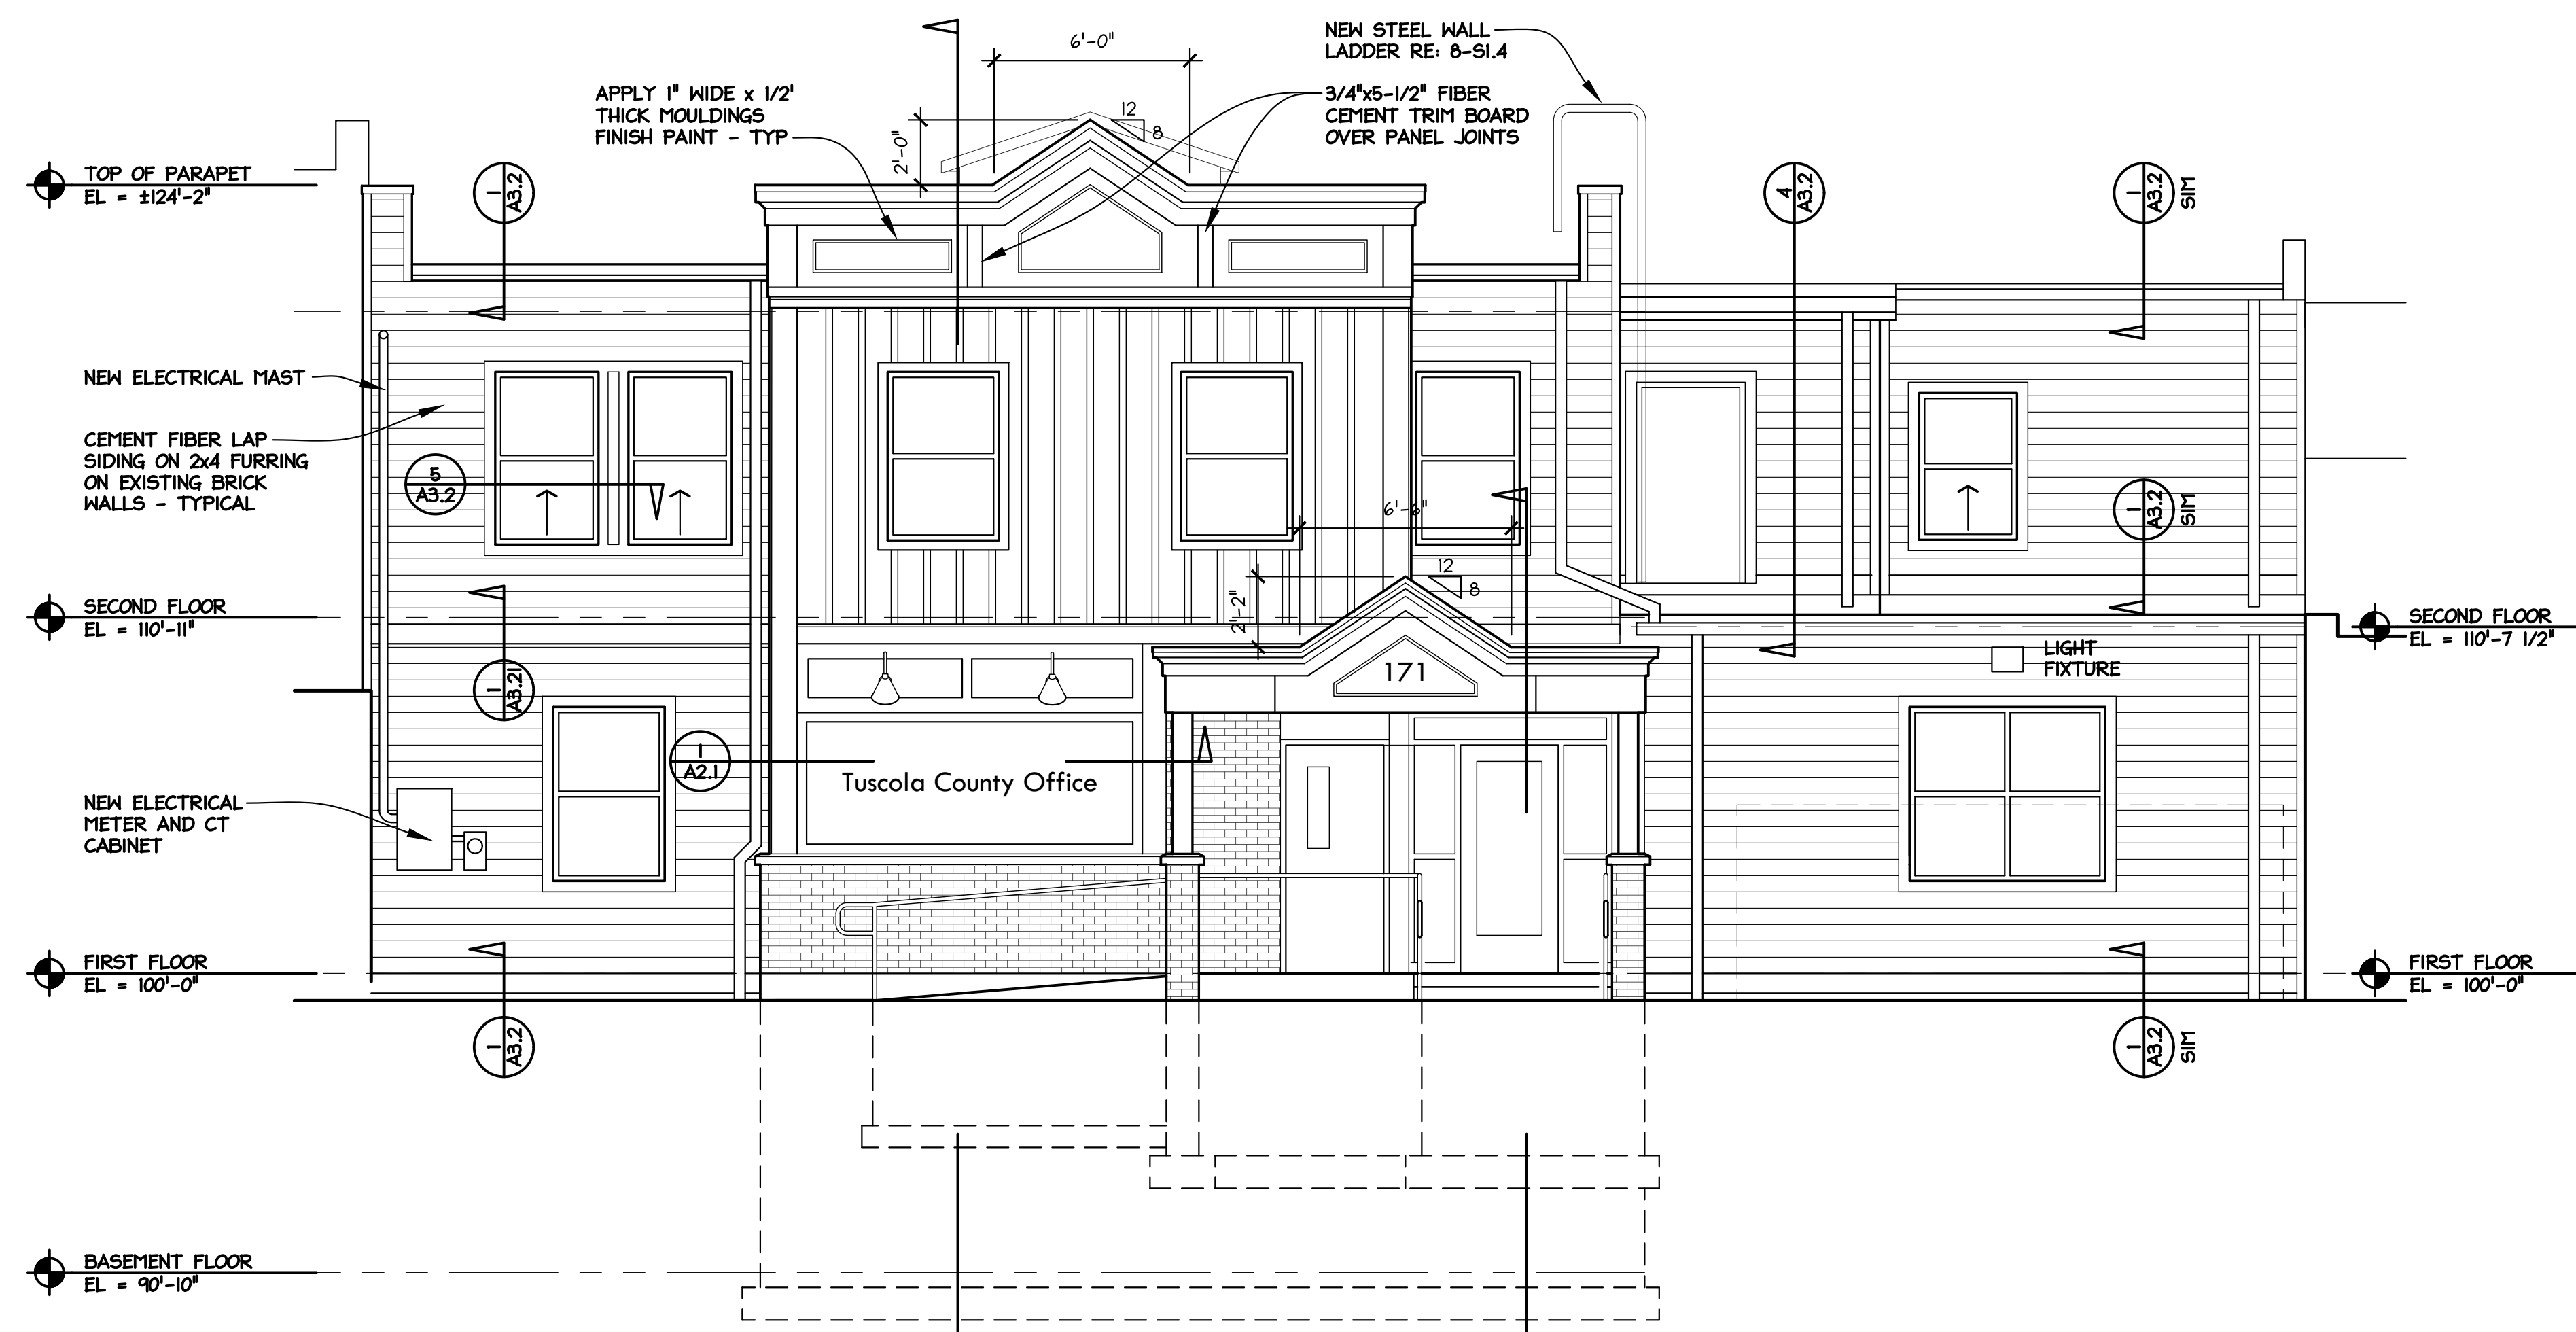 NEW STEEL WALL
LADDER RE: 8-S1.4
6'-0"
APPLY 1" WIDE x 1/2'
THICK MOULDINGS
FINISH PAINT - TYP
3/4"x5-1/2" FIBER
CEMENT TRIM BOARD
OVER PANEL JOINTS
12
8
2'-0"
TOP OF PARAPET
EL = ±124'-2"
1
A3.2
4
A3.2
1
A3.2
SIM
NEW ELECTRICAL MAST
CEMENT FIBER LAP
SIDING ON 2x4 FURRING
ON EXISTING BRICK
WALLS - TYPICAL
5
A3.2
6'-6"
1
A3.2
SIM
12
8
2'-2"
SECOND FLOOR
EL = 110'-11"
SECOND FLOOR
EL = 110'-7 1/2"
LIGHT
FIXTURE
171
1
A3.21
1
A2.1
Tuscola County Office
NEW ELECTRICAL
METER AND CT
CABINET
FIRST FLOOR
EL = 100'-0"
FIRST FLOOR
EL = 100'-0"
1
A3.2
1
A3.2
SIM
BASEMENT FLOOR
EL = 90'-10"